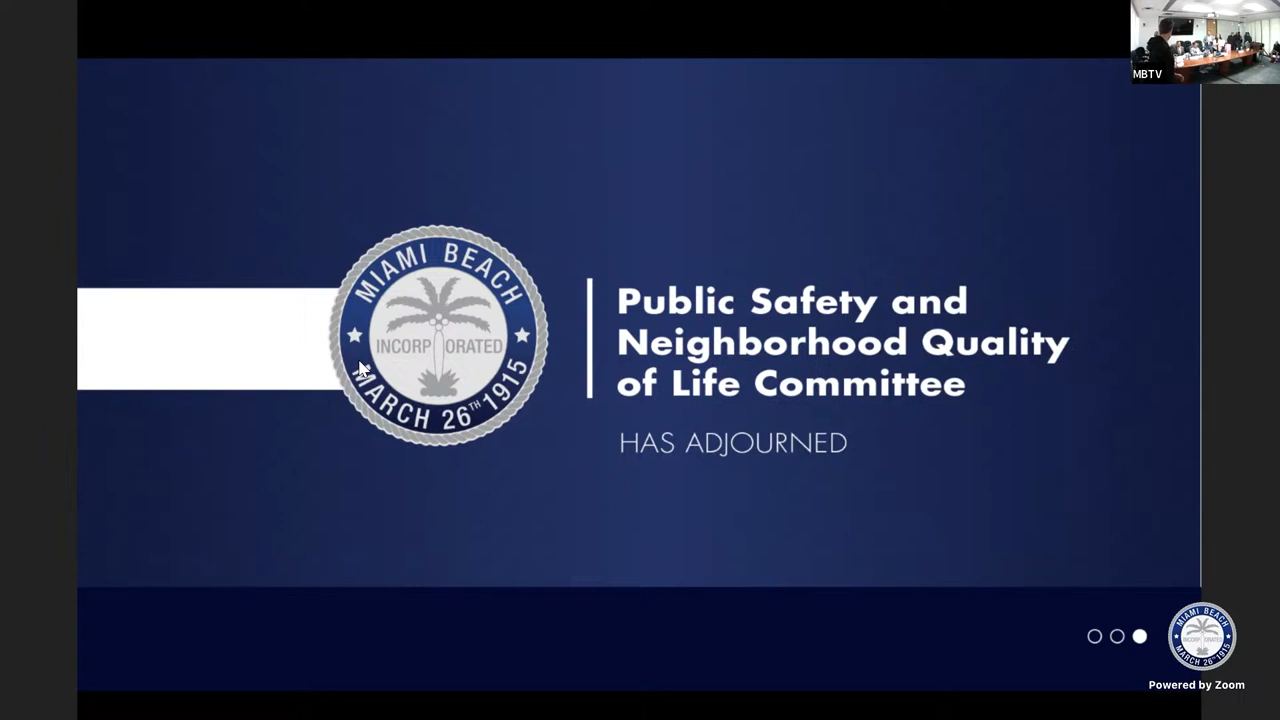 MBTV
MIAMI BEACH
INCORPORATED
MARCH 26TH 1915
Public Safety and
Neighborhood Quality
of Life Committee
HAS ADJOURNED
MIAMI BEACH
INCORPORATED
MARCH 26TH 1915
Powered by Zoom